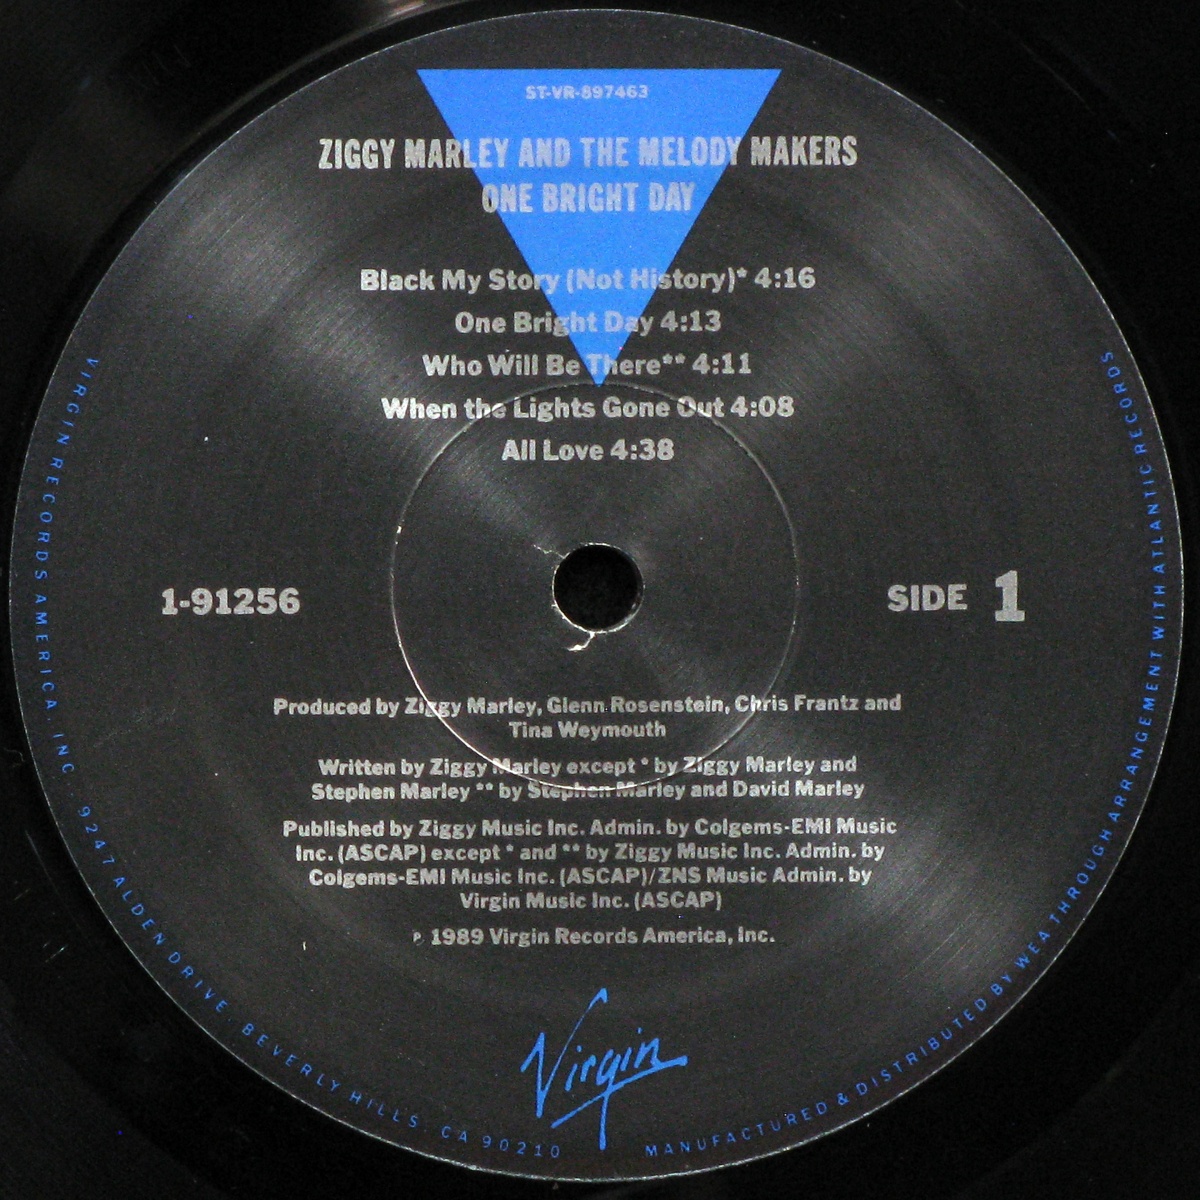 ST-VR-897463
ZIGGY MARLEY AND THE MELODY MAKERS
ONE BRIGHT DAY
Black My Story (Not History)* 4:16
One Bright Day 4:13
Who Will Be There** 4:11
When the Lights Gone Out 4:08
All Love 4:38
1-91256
SIDE 1
Produced by Ziggy Marley, Glenn Rosenstein, Chris Frantz and
Tina Weymouth
Written by Ziggy Marley except * by Ziggy Marley and
Stephen Marley ** by Stephen Marley and David Marley
Published by Ziggy Music Inc. Admin. by Colgems-EMI Music
Inc. (ASCAP) except * and ** by Ziggy Music Inc. Admin. by
Colgems-EMI Music Inc. (ASCAP)/ZNS Music Admin. by
Virgin Music Inc. (ASCAP)
℗ 1989 Virgin Records America, Inc.
Virgin
VIRGIN RECORDS AMERICA, INC. 9247 ALDEN DRIVE, BEVERLY HILLS, CA 90210
MANUFACTURED & DISTRIBUTED BY WEA THROUGH ARRANGEMENT WITH ATLANTIC RECORDS